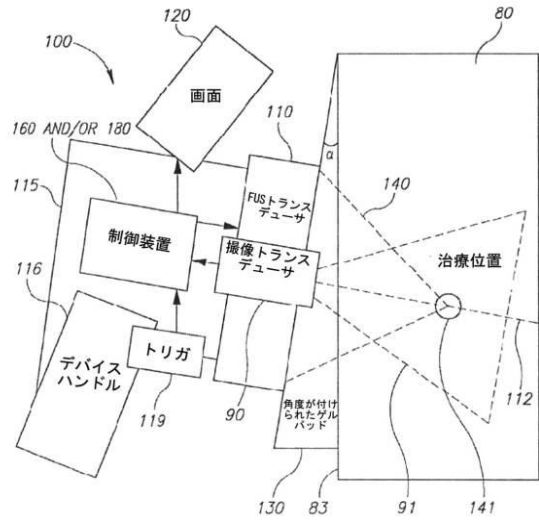 120
80
100
画面
110
160 AND/OR 180
α
115
FUSトランス
デューサ
140
制御装置
撮像トランス
デューサ
治療位置
116
トリガ
デバイス
ハンドル
角度が付け
られたゲル
パッド
112
119
90
130
83
91
141